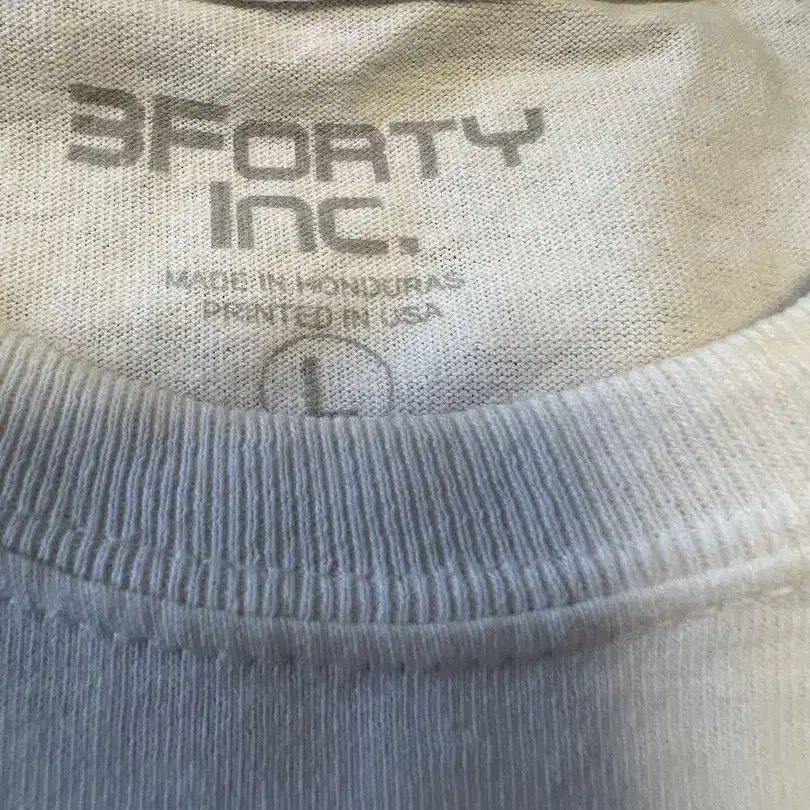 3FORTY
INC.
MADE IN HONDURAS
PRINTED IN USA
L